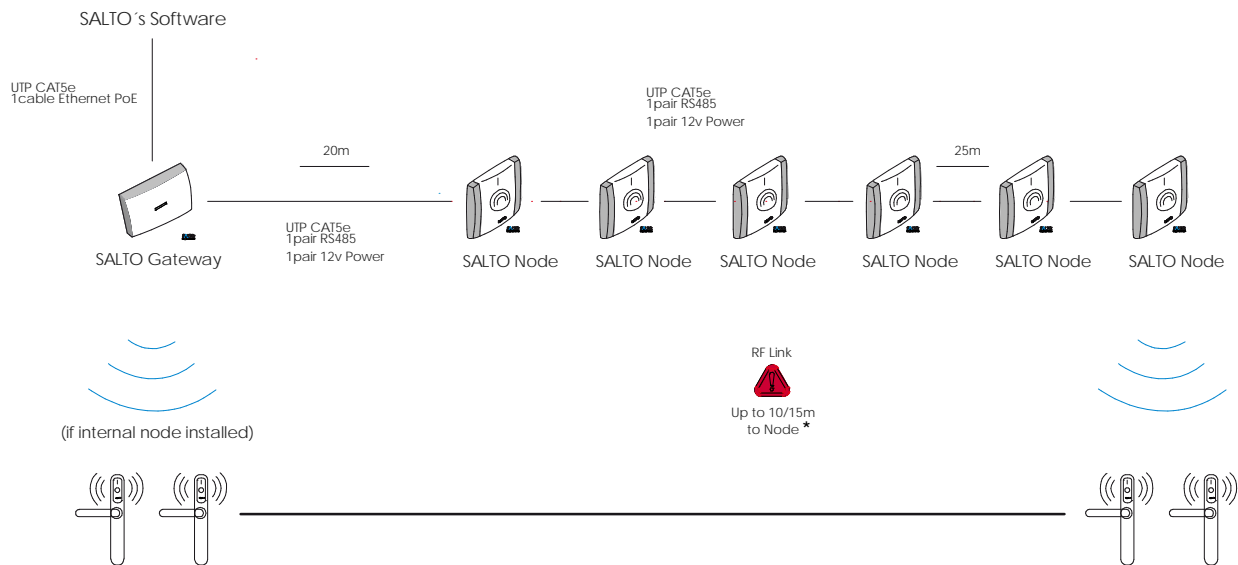 SALTO´s Software
UTP CAT5e
1cable Ethernet PoE
UTP CAT5e
1pair RS485
1pair 12v Power
20m
25m
UTP CAT5e
1pair RS485
1pair 12v Power
SALTO Gateway
SALTO Node
SALTO Node
SALTO Node
SALTO Node
SALTO Node
SALTO Node
RF Link
Up to 10/15m
to Node *
(if internal node installed)